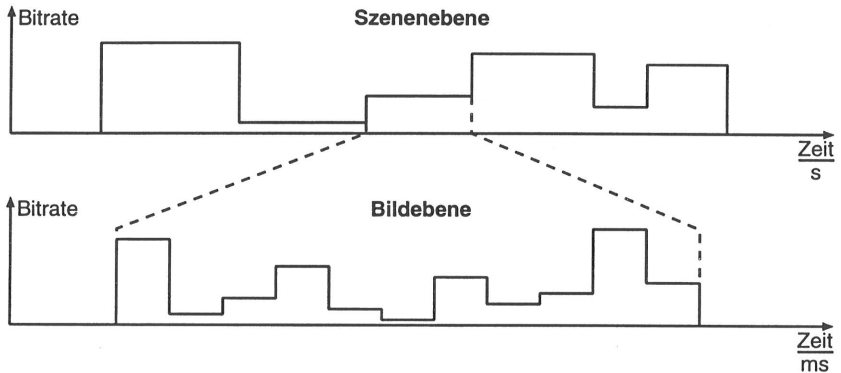 Bitrate
Szenenebene
Zeit
s
Bitrate
Bildebene
Zeit
ms